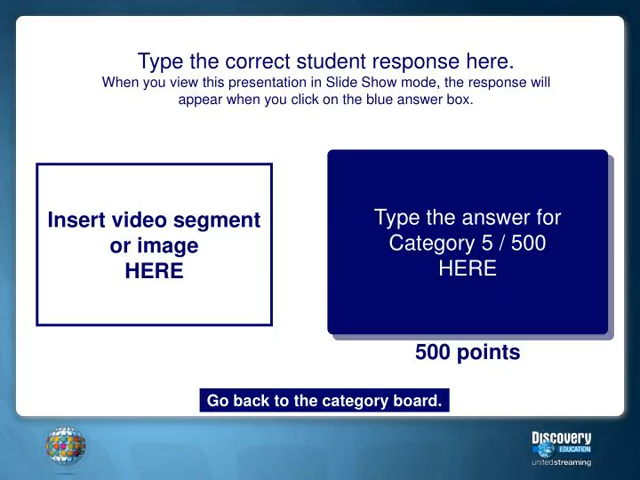 Type the correct student response here.
When you view this presentation in Slide Show mode, the response will
appear when you click on the blue answer box.
Insert video segment
or image
HERE
Type the answer for
Category 5 / 500
HERE
500 points
Go back to the category board.
Discovery
EDUCATION
unitedstreaming